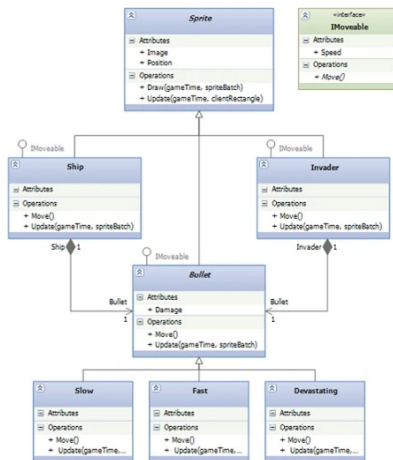 Sprite
Attributes
+ Image
+ Position
Operations
+ Draw(gameTime, spriteBatch)
+ Update(gameTime, clientRectangle)
«interface»
IMoveable
Attributes
+ Speed
Operations
+ Move()
IMoveable
Ship
Attributes
Operations
+ Move()
+ Update(gameTime, spriteBatch)
IMoveable
Invader
Attributes
Operations
+ Move()
+ Update(gameTime, spriteBatch)
Ship 1
Invader 1
IMoveable
Bullet
Attributes
+ Damage
Operations
+ Move()
+ Update(gameTime, spriteBatch)
Bullet
1
Bullet
1
Slow
Attributes
Operations
+ Move()
+ Update(gameTime,...
Fast
Attributes
Operations
+ Move()
+ Update(gameTime,...
Devastating
Attributes
Operations
+ Move()
+ Update(gameTime,...